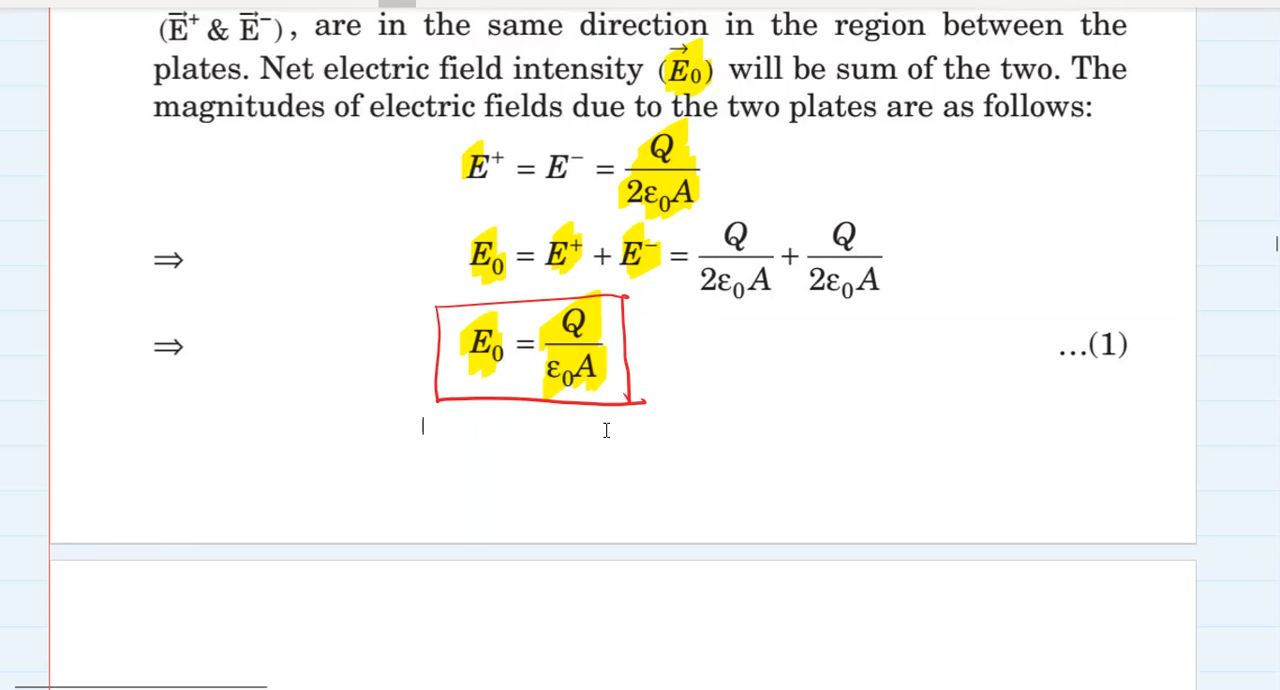 (E⃗⁺ & E⃗⁻), are in the same direction in the region between the
plates. Net electric field intensity (E⃗₀) will be sum of the two. The
magnitudes of electric fields due to the two plates are as follows:
E⁺ = E⁻ = Q / 2ε₀A
⇒ E₀ = E⁺ + E⁻ = Q / 2ε₀A + Q / 2ε₀A
⇒ E₀ = Q / ε₀A ...(1)